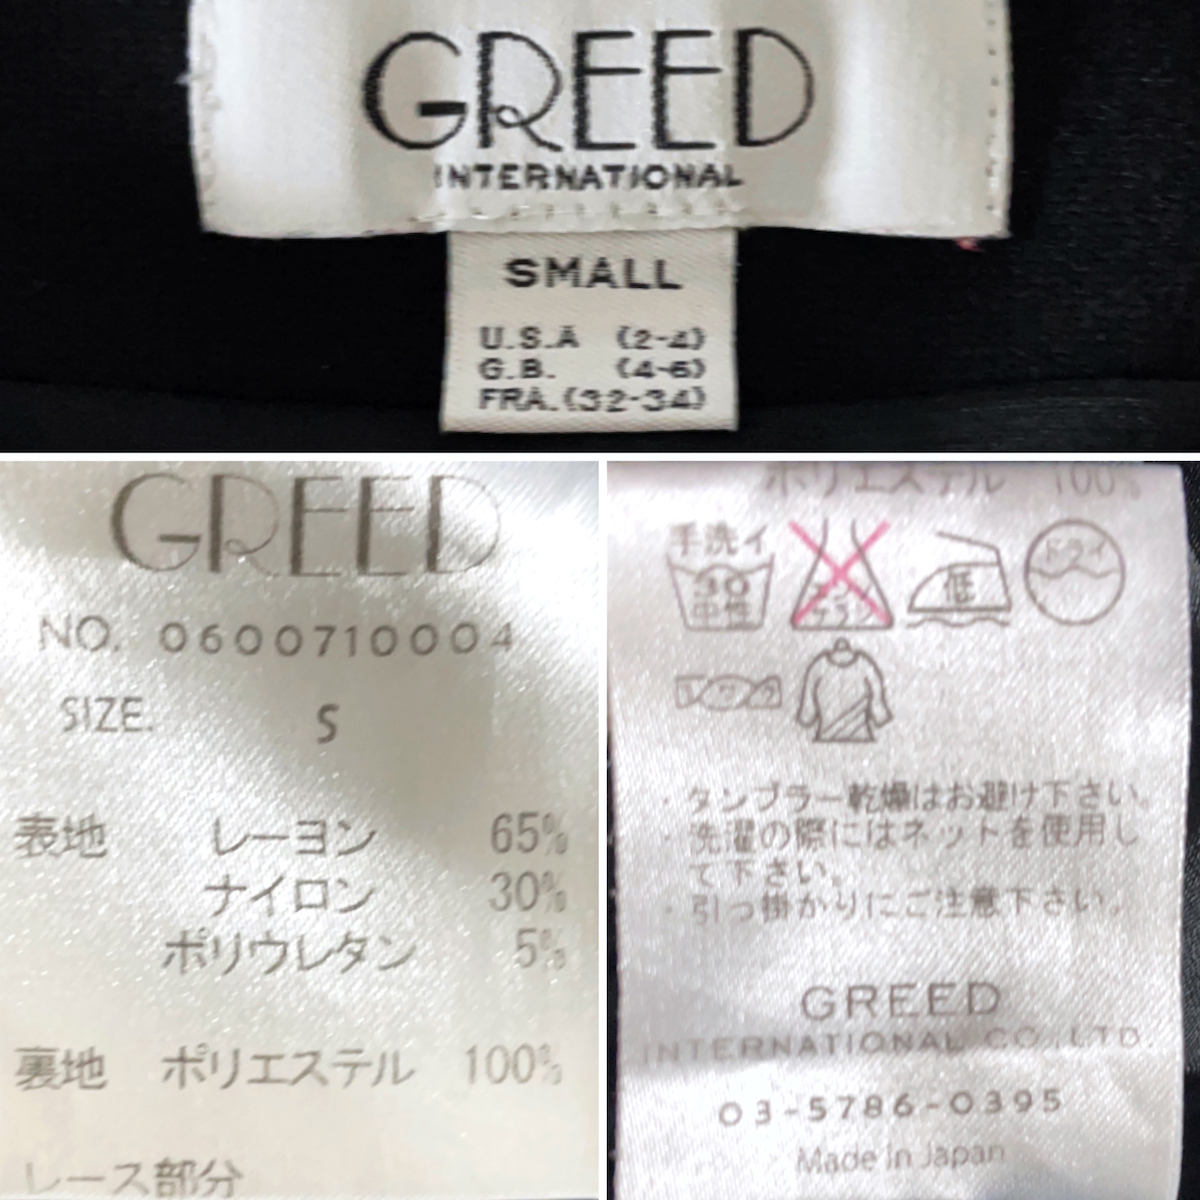 GREED
INTERNATIONAL
SMALL
U.S.A (2-4)
G.B. (4-6)
FRA. (32-34)
GREED
NO. 0600710004
SIZE. S
表地 レーヨン 65%
ナイロン 30%
ポリウレタン 5%
裏地 ポリエステル 100%
レース部分
ポリエステル 100%
手洗イ
30
中性
エンソ
サラシ
低
ドライ
・タンブラー乾燥はお避け下さい。
・洗濯の際にはネットを使用し
て下さい。
・引っ掛かりにご注意下さい。
GREED
INTERNATIONAL CO.,LTD.
03-5786-0395
Made in Japan